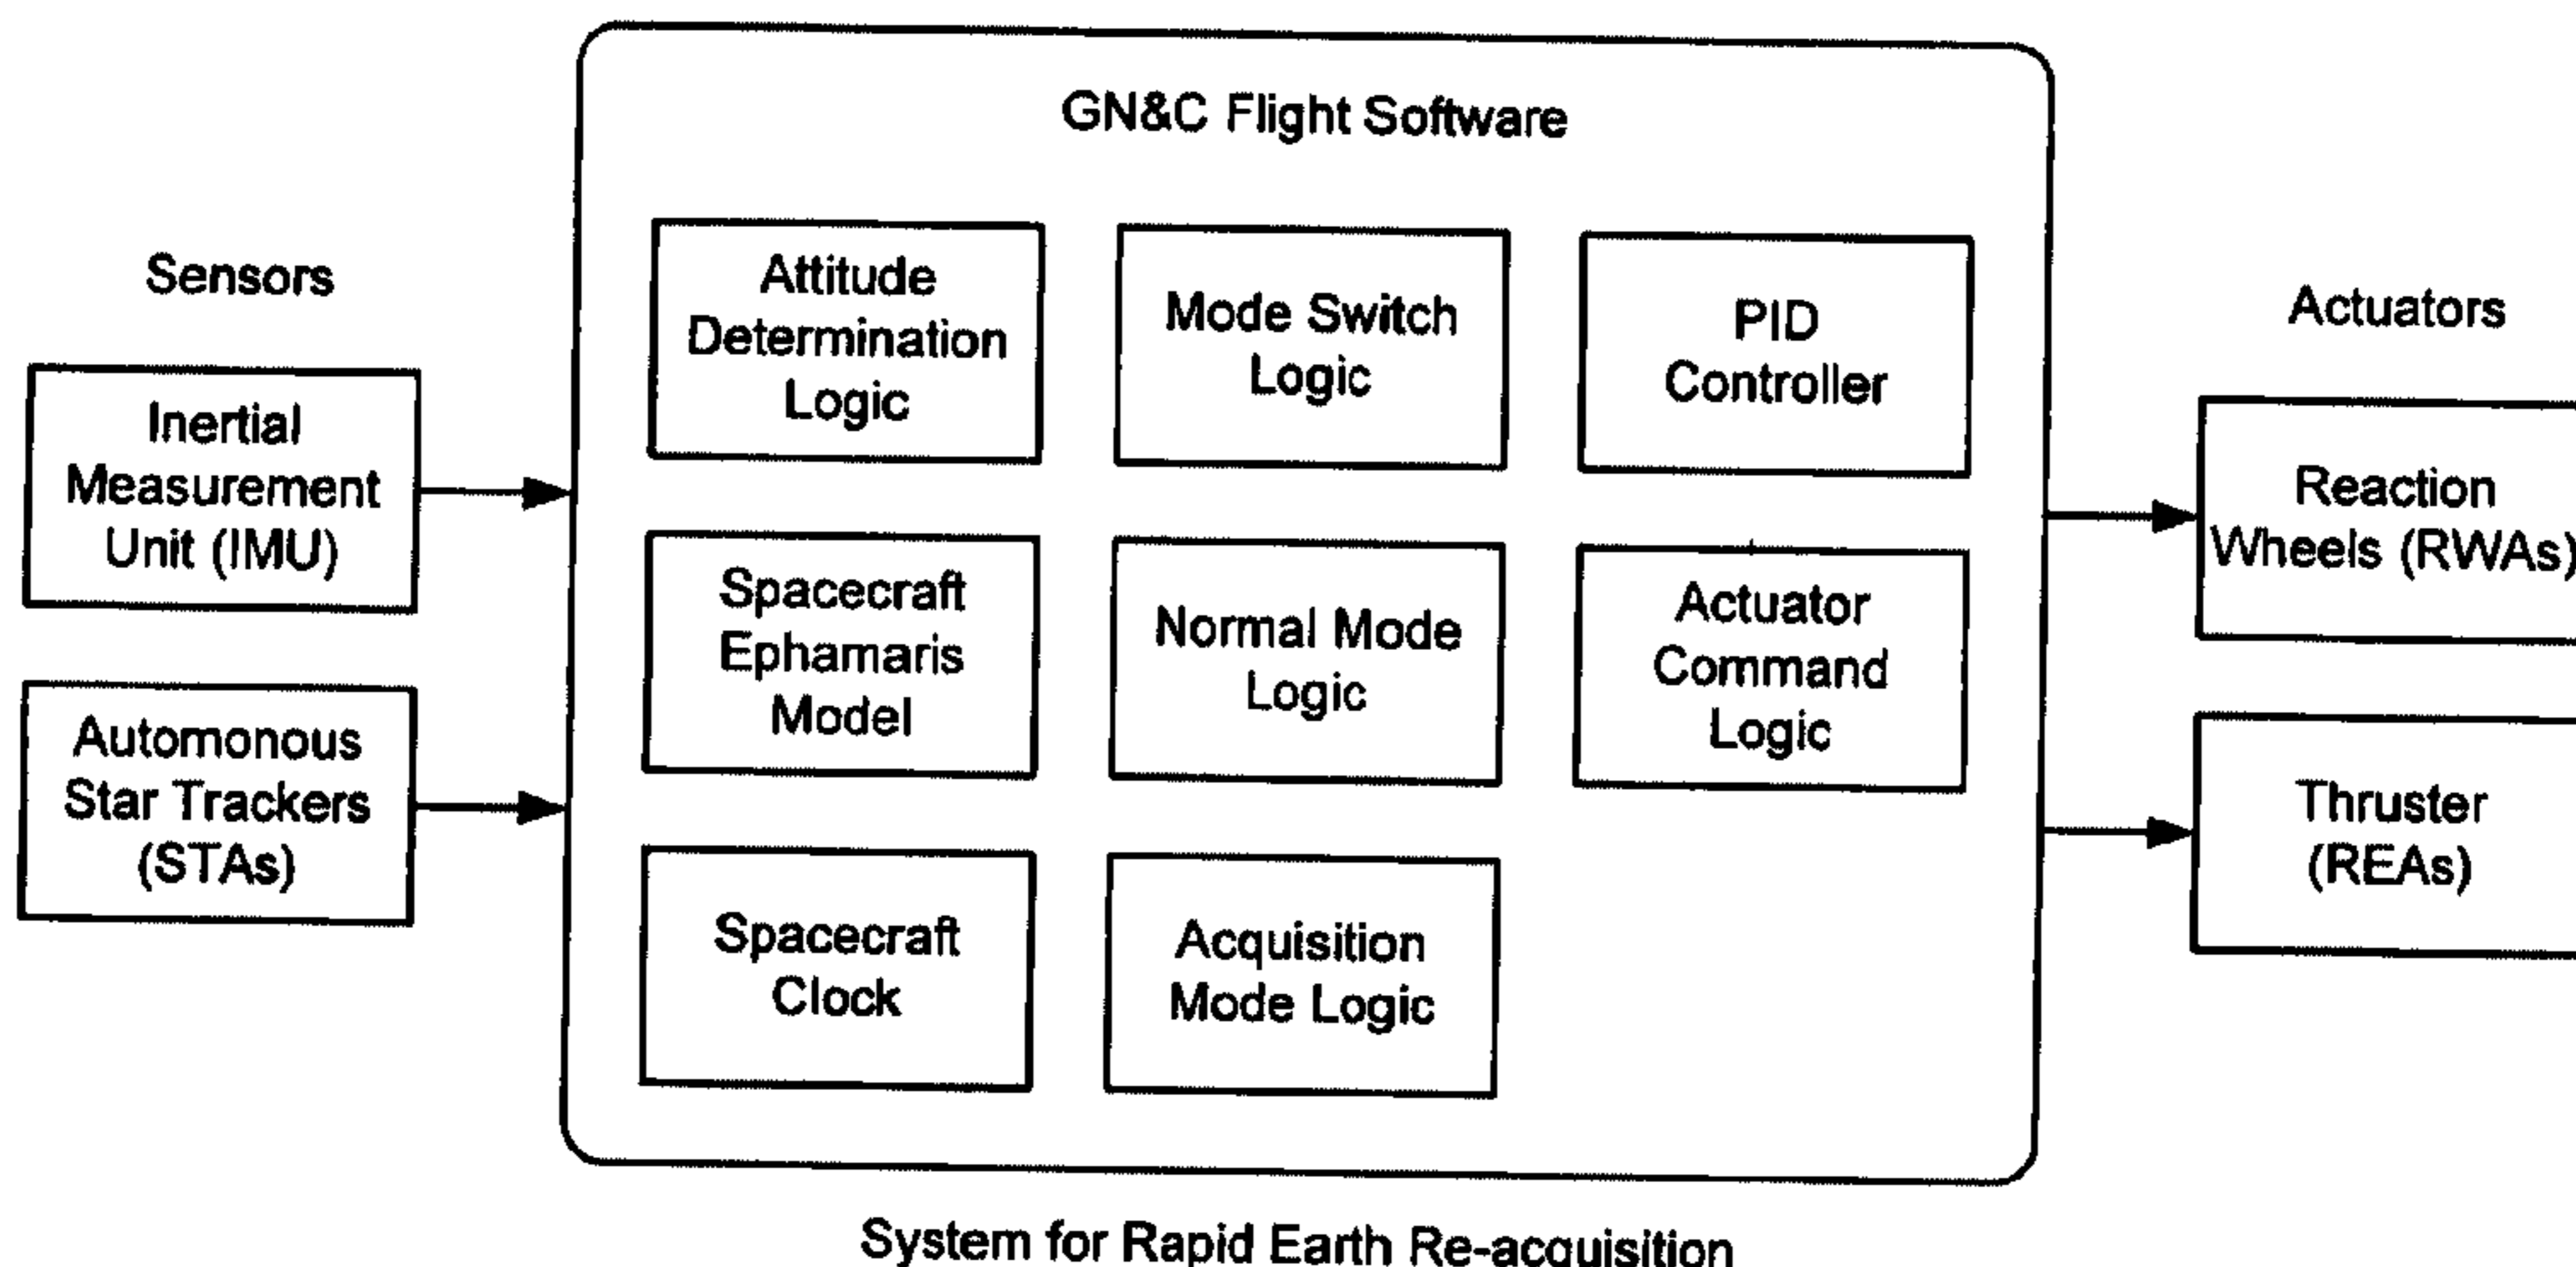 GN&C Flight Software
Sensors
Inertial
Measurement
Unit (IMU)
Automonous
Star Trackers
(STAs)
Attitude
Determination
Logic
Mode Switch
Logic
PID
Controller
Spacecraft
Ephamaris
Model
Normal Mode
Logic
Actuator
Command
Logic
Spacecraft
Clock
Acquisition
Mode Logic
Actuators
Reaction
Wheels (RWAs)
Thruster
(REAs)
System for Rapid Earth Re-acquisition